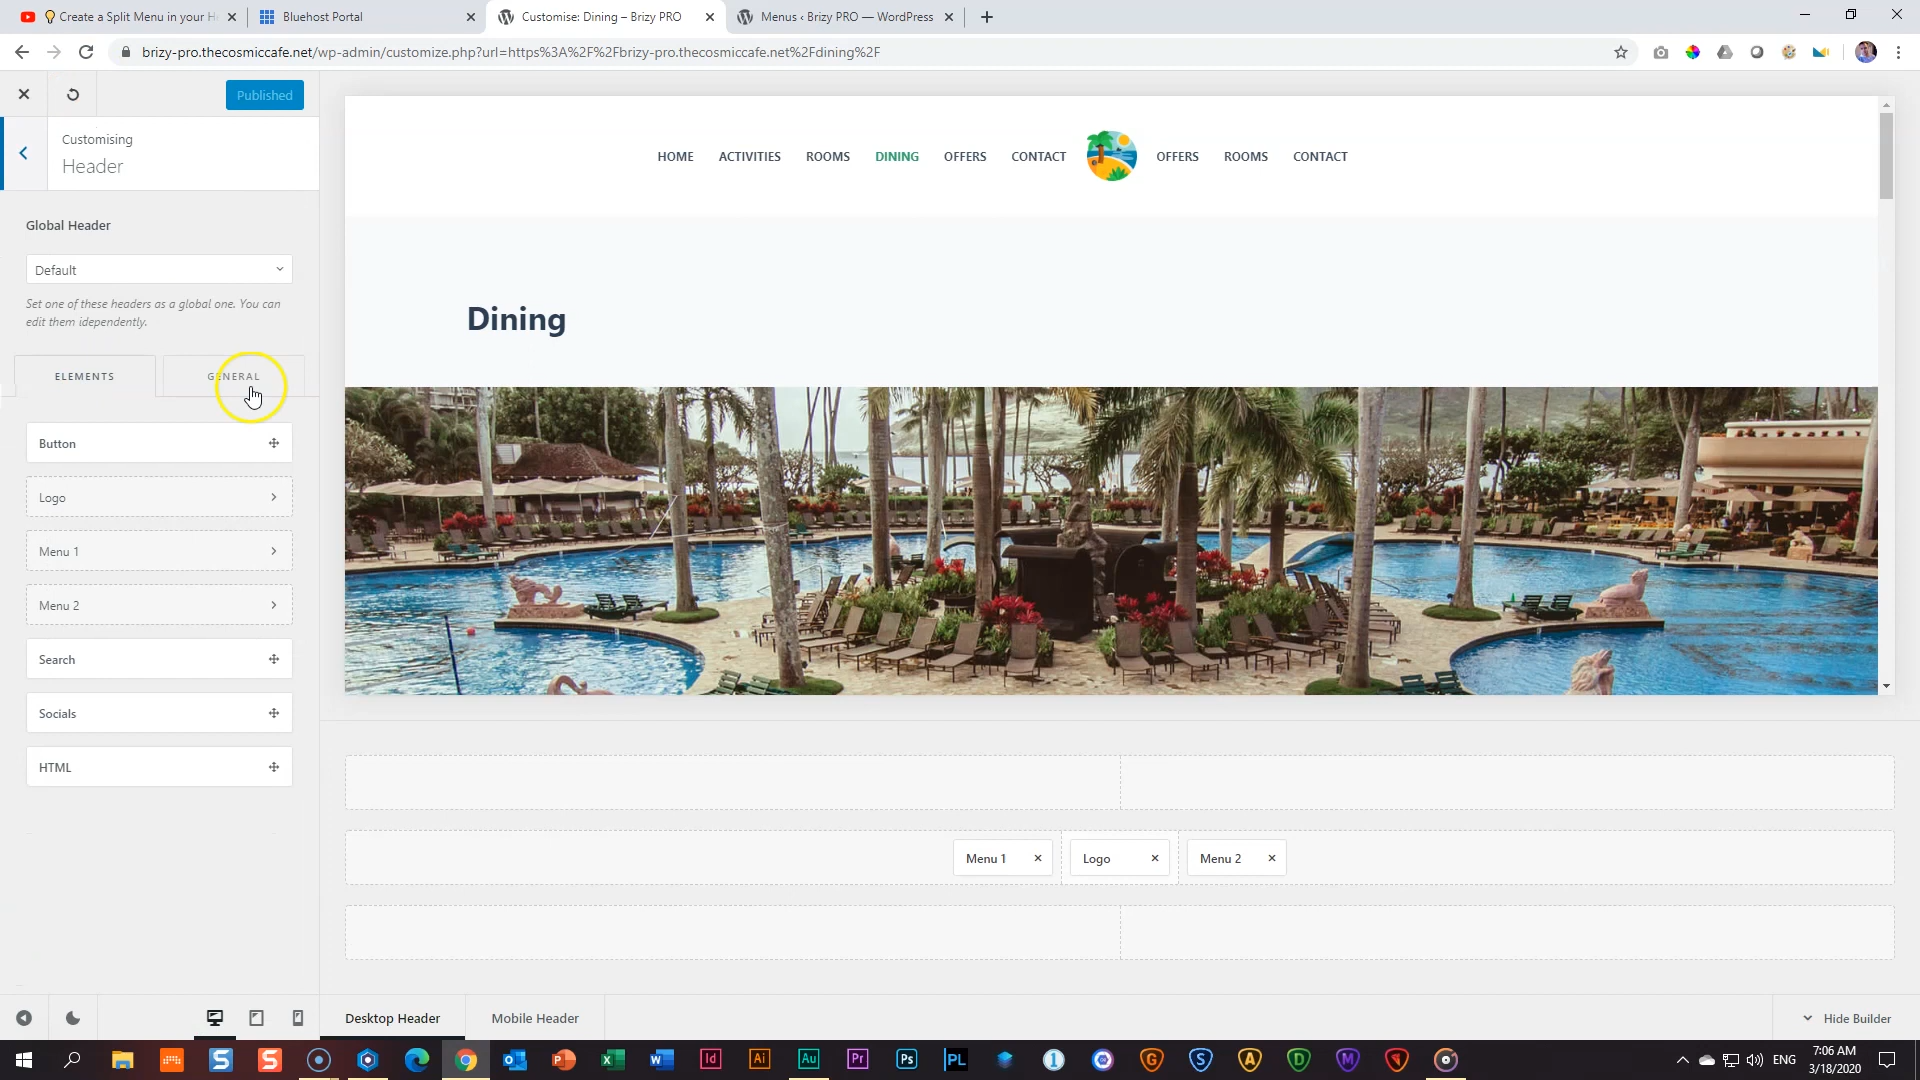 Create a Split Menu in your He
Bluehost Portal
Customise: Dining – Brizy PRO
Menus ‹ Brizy PRO — WordPress
brizy-pro.thecosmiccafe.net/wp-admin/customize.php?url=https%3A%2F%2Fbrizy-pro.thecosmiccafe.net%2Fdining%2F
Published
Customising
Header
Global Header
Default
Set one of these headers as a global one. You can
edit them idependently.
ELEMENTS
GENERAL
Button
Logo
Menu 1
Menu 2
Search
Socials
HTML
HOME ACTIVITIES ROOMS DINING OFFERS CONTACT OFFERS ROOMS CONTACT
Dining
Menu 1
Logo
Menu 2
Desktop Header
Mobile Header
Hide Builder
ENG
7:06 AM
3/18/2020